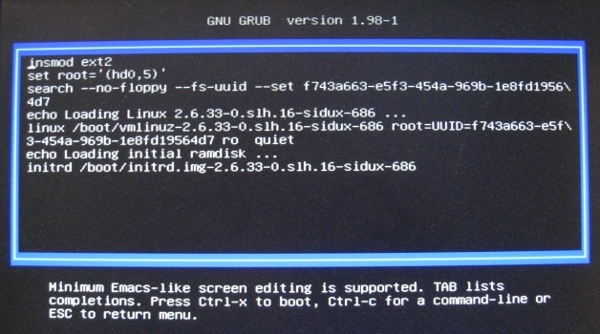 GNU GRUB  version 1.98-1
insmod ext2
set root='(hd0,5)'
search --no-floppy --fs-uuid --set f743a663-e5f3-454a-969b-1e8fd1956\
4d7
echo Loading Linux 2.6.33-0.slh.16-sidux-686 ...
linux /boot/vmlinuz-2.6.33-0.slh.16-sidux-686 root=UUID=f743a663-e5f\
3-454a-969b-1e8fd19564d7 ro  quiet
echo Loading initial ramdisk ...
initrd /boot/initrd.img-2.6.33-0.slh.16-sidux-686
Minimum Emacs-like screen editing is supported. TAB lists
completions. Press Ctrl-x to boot, Ctrl-c for a command-line or
ESC to return menu.